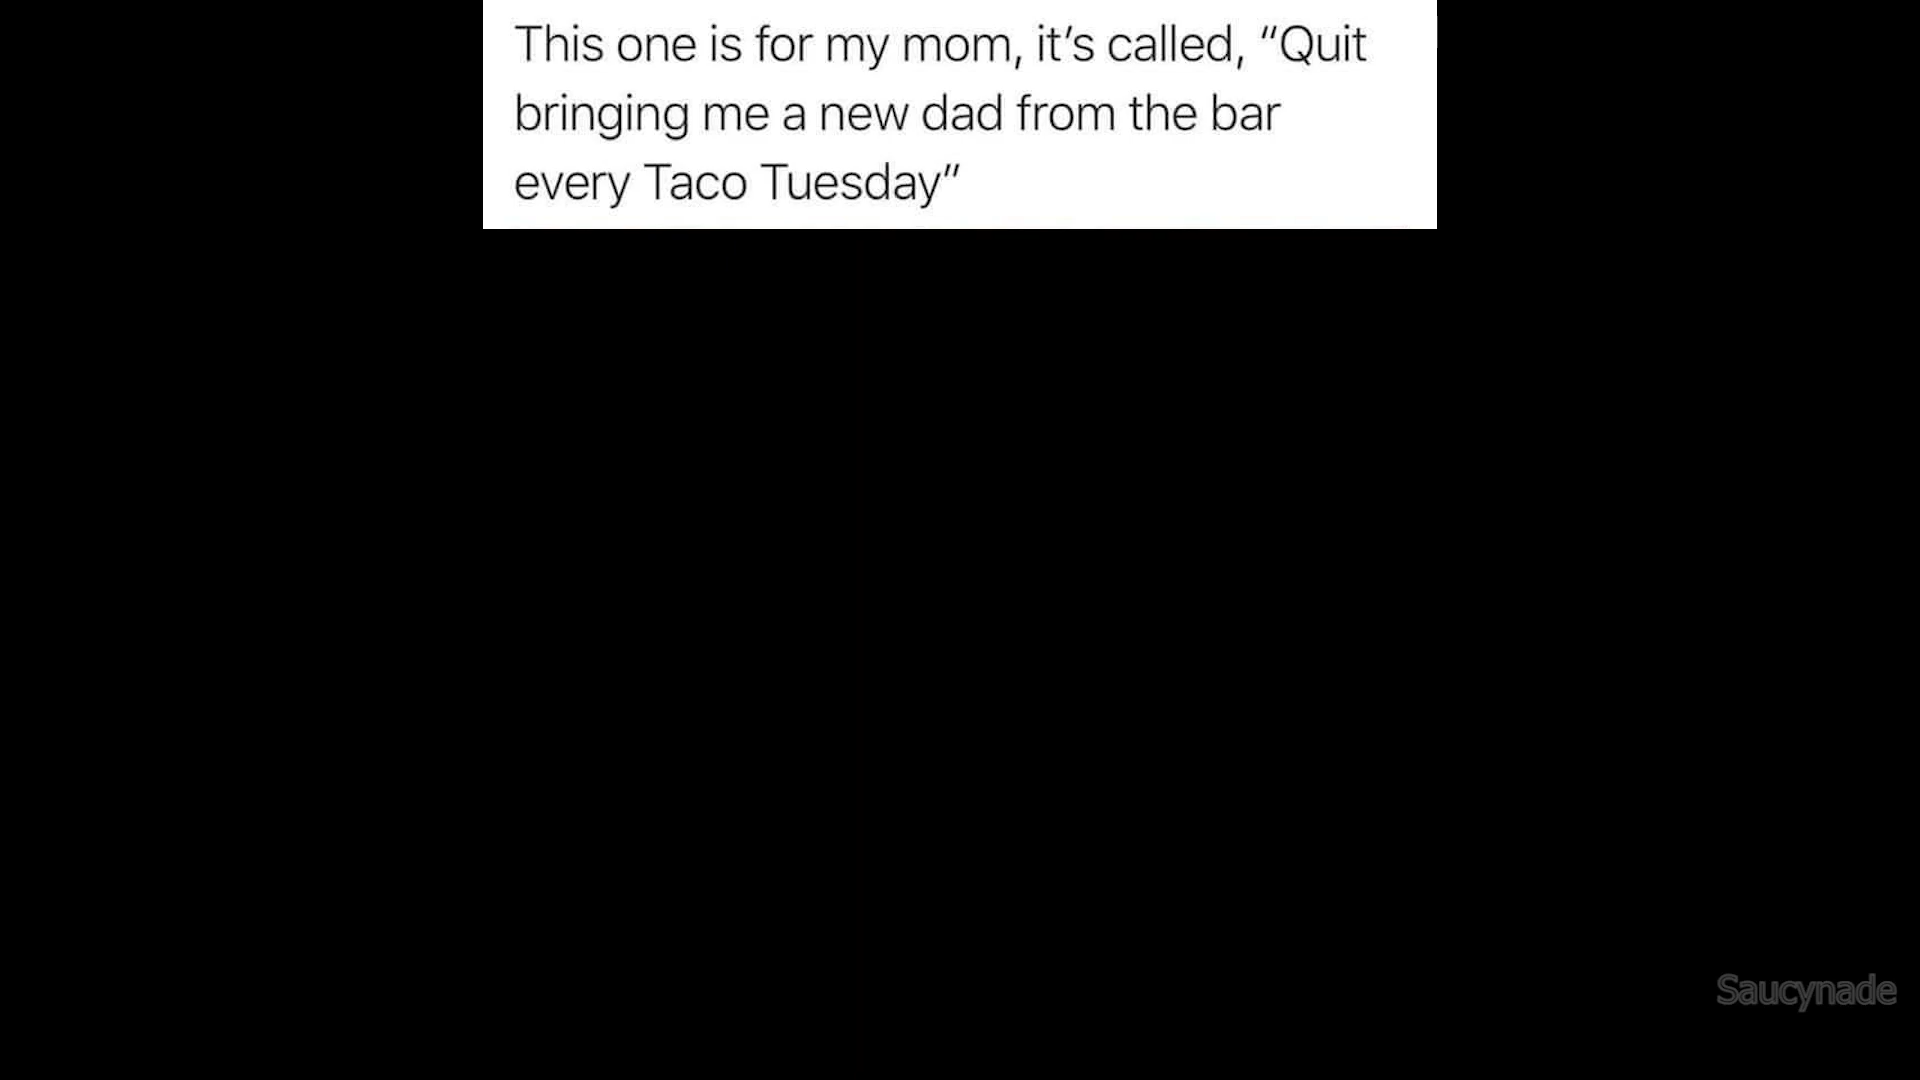 This one is for my mom, it’s called, “Quit
bringing me a new dad from the bar
every Taco Tuesday”
Saucynade